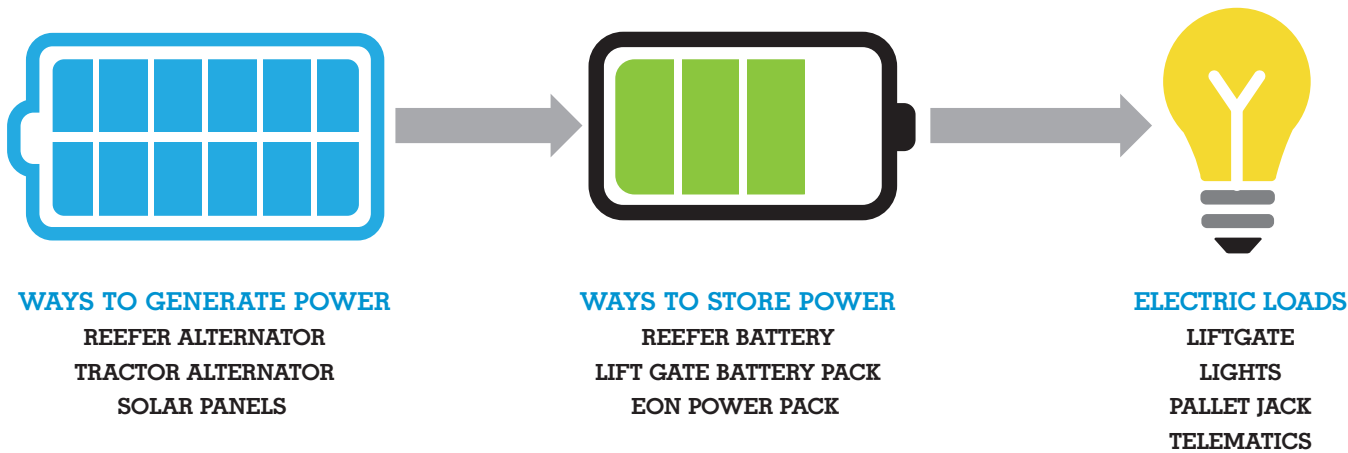 WAYS TO GENERATE POWER
REEFER ALTERNATOR
TRACTOR ALTERNATOR
SOLAR PANELS
WAYS TO STORE POWER
REEFER BATTERY
LIFT GATE BATTERY PACK
EON POWER PACK
ELECTRIC LOADS
LIFTGATE
LIGHTS
PALLET JACK
TELEMATICS